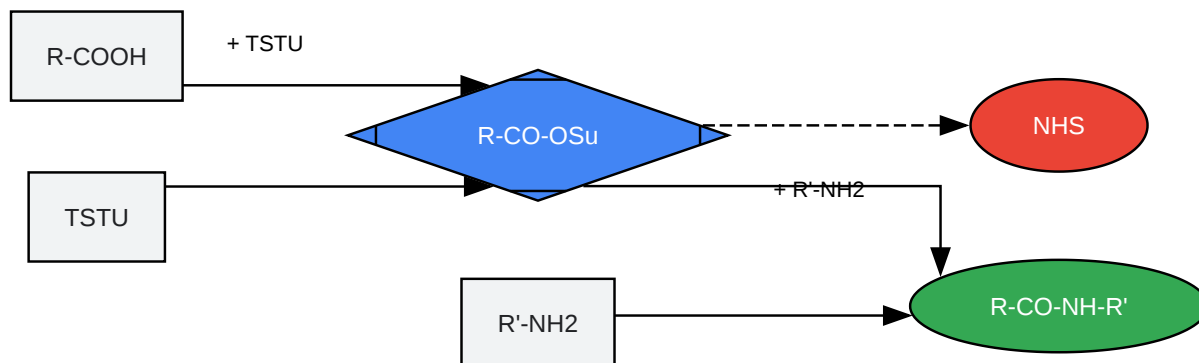 R-COOH
+ TSTU
R-CO-OSu
NHS
TSTU
+ R'-NH2
R'-NH2
R-CO-NH-R'